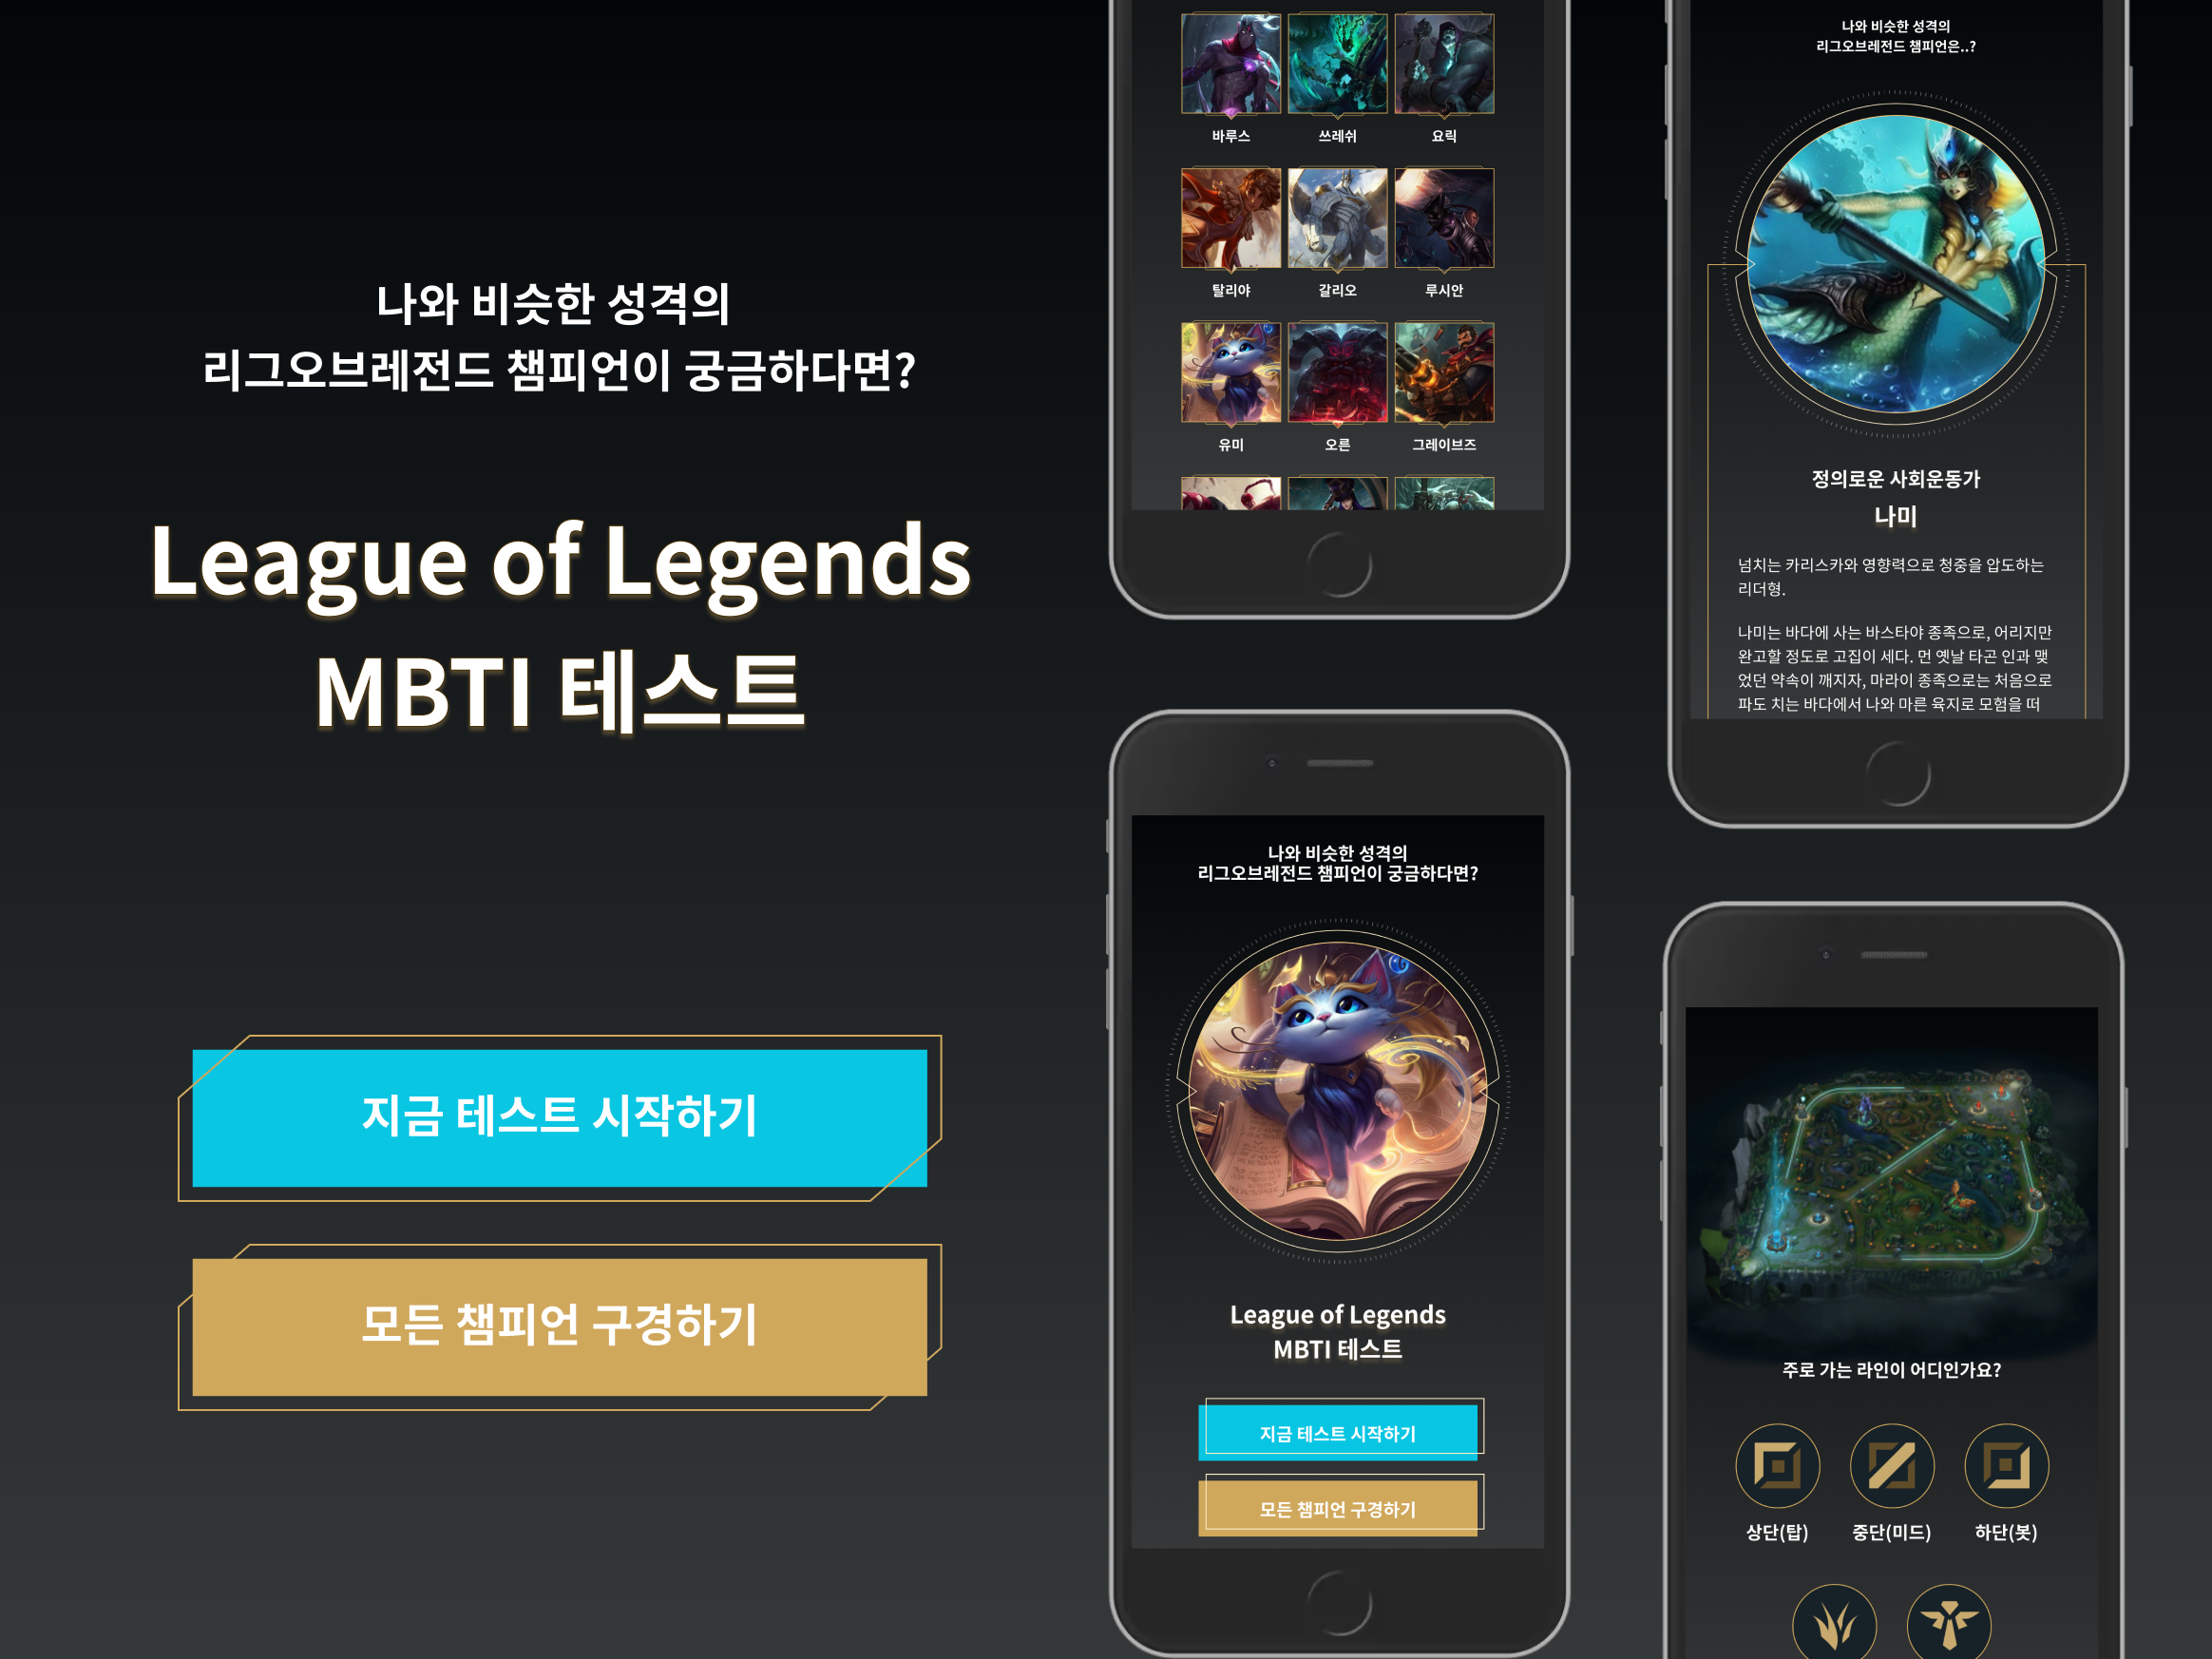 나와 비슷한 성격의
리그오브레전드 챔피언이 궁금하다면?
League of Legends
MBTI 테스트
지금 테스트 시작하기
모든 챔피언 구경하기
바루스 쓰레쉬 요릭
탈리야 갈리오 루시안
유미 오른 그레이브즈
나와 비슷한 성격의
리그오브레전드 챔피언이 궁금하다면?
League of Legends
MBTI 테스트
지금 테스트 시작하기
모든 챔피언 구경하기
나와 비슷한 성격의
리그오브레전드 챔피언은..?
정의로운 사회운동가
나미
넘치는 카리스카와 영향력으로 청중을 압도하는
리더형.
나미는 바다에 사는 바스타야 종족으로, 어리지만
완고할 정도로 고집이 세다. 먼 옛날 타곤 인과 맺
었던 약속이 깨지자, 마라이 종족으로는 처음으로
파도 치는 바다에서 나와 마른 육지로 모험을 떠
주로 가는 라인이 어디인가요?
상단(탑) 중단(미드) 하단(봇)